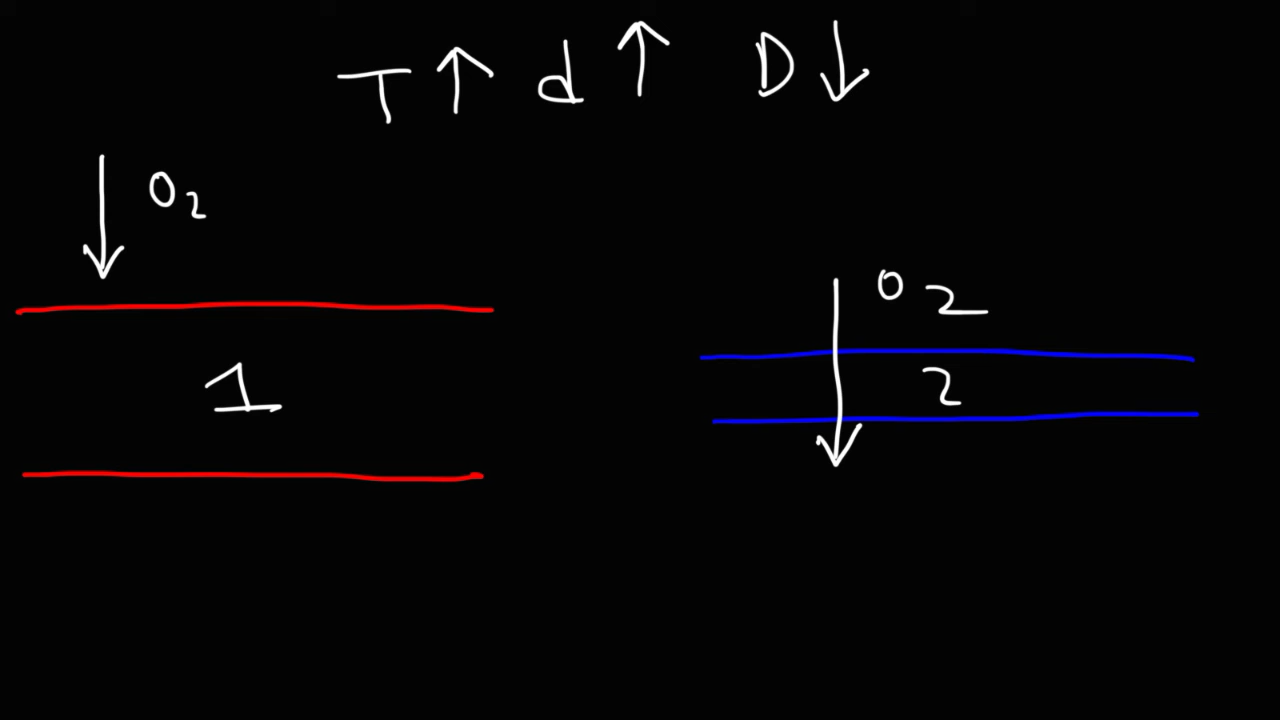 T↑ d↑ D↓
↓ O₂
O₂
1
2